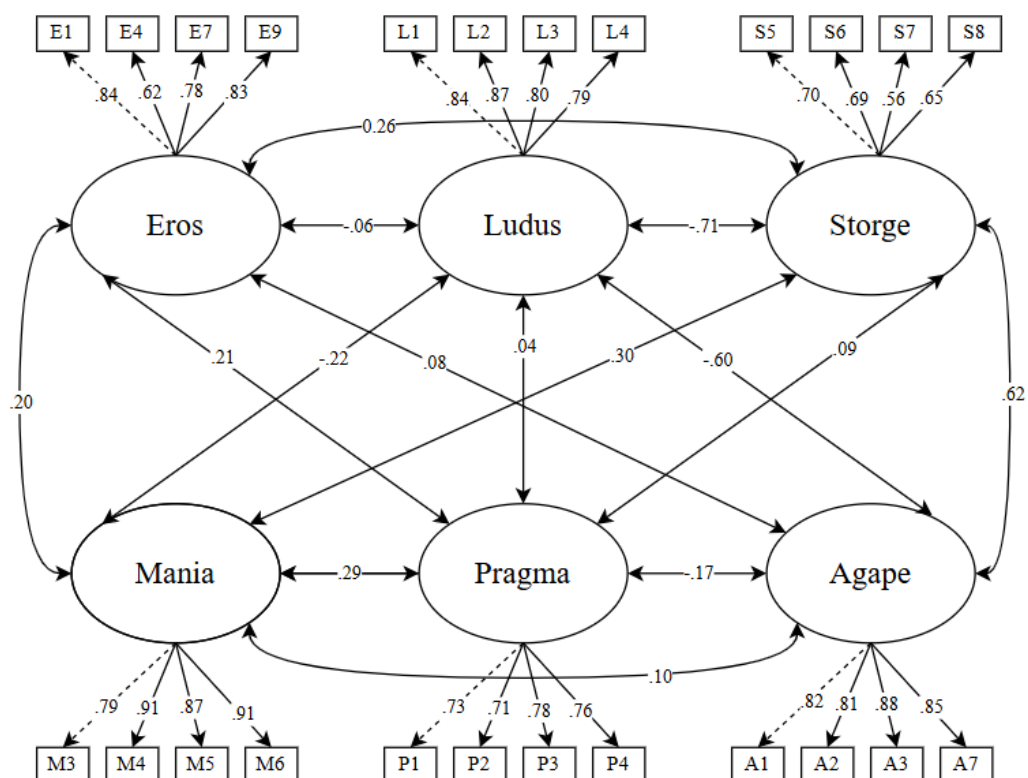 E1 E4 E7 E9 L1 L2 L3 L4 S5 S6 S7 S8
.84 .62 .78 .83 .84 .87 .80 .79 .70 .69 .56 .65
0.26
Eros -.06 Ludus -.71 Storge
.21 -.22 .08 .04 .30 -.60 .09
.20 .62
Mania .29 Pragma -.17 Agape
.10
.79 .91 .87 .91 .73 .71 .78 .76 .82 .81 .88 .85
M3 M4 M5 M6 P1 P2 P3 P4 A1 A2 A3 A7